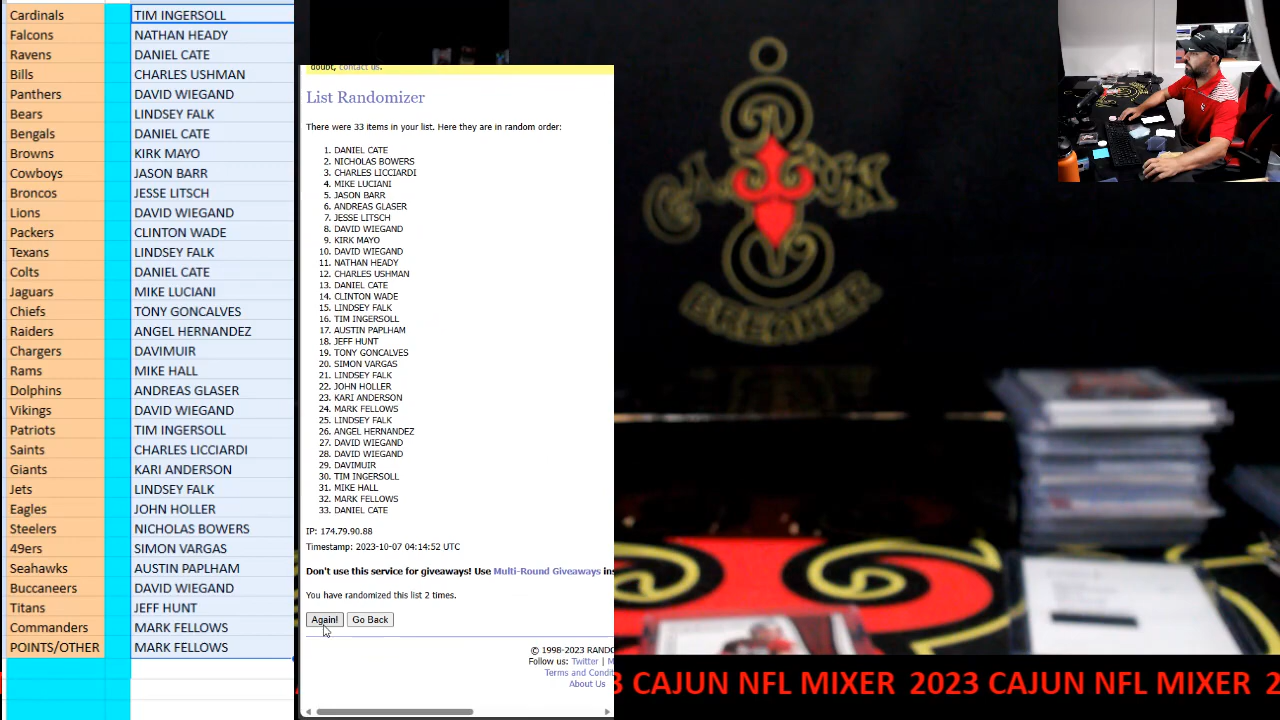 Cardinals TIM INGERSOLL
Falcons NATHAN HEADY
Ravens DANIEL CATE
Bills CHARLES USHMAN
Panthers DAVID WIEGAND
Bears LINDSEY FALK
Bengals DANIEL CATE
Browns KIRK MAYO
Cowboys JASON BARR
Broncos JESSE LITSCH
Lions DAVID WIEGAND
Packers CLINTON WADE
Texans LINDSEY FALK
Colts DANIEL CATE
Jaguars MIKE LUCIANI
Chiefs TONY GONCALVES
Raiders ANGEL HERNANDEZ
Chargers DAVIMUIR
Rams MIKE HALL
Dolphins ANDREAS GLASER
Vikings DAVID WIEGAND
Patriots TIM INGERSOLL
Saints CHARLES LICCIARDI
Giants KARI ANDERSON
Jets LINDSEY FALK
Eagles JOHN HOLLER
Steelers NICHOLAS BOWERS
49ers SIMON VARGAS
Seahawks AUSTIN PAPLHAM
Buccaneers DAVID WIEGAND
Titans JEFF HUNT
Commanders MARK FELLOWS
POINTS/OTHER MARK FELLOWS
doubt, contact us.
List Randomizer
There were 33 items in your list. Here they are in random order:
1. DANIEL CATE
2. NICHOLAS BOWERS
3. CHARLES LICCIARDI
4. MIKE LUCIANI
5. JASON BARR
6. ANDREAS GLASER
7. JESSE LITSCH
8. DAVID WIEGAND
9. KIRK MAYO
10. DAVID WIEGAND
11. NATHAN HEADY
12. CHARLES USHMAN
13. DANIEL CATE
14. CLINTON WADE
15. LINDSEY FALK
16. TIM INGERSOLL
17. AUSTIN PAPLHAM
18. JEFF HUNT
19. TONY GONCALVES
20. SIMON VARGAS
21. LINDSEY FALK
22. JOHN HOLLER
23. KARI ANDERSON
24. MARK FELLOWS
25. LINDSEY FALK
26. ANGEL HERNANDEZ
27. DAVID WIEGAND
28. DAVID WIEGAND
29. DAVIMUIR
30. TIM INGERSOLL
31. MIKE HALL
32. MARK FELLOWS
33. DANIEL CATE
IP: 174.79.90.88
Timestamp: 2023-10-07 04:14:52 UTC
Don't use this service for giveaways! Use Multi-Round Giveaways ins
You have randomized this list 2 times.
Again! Go Back
© 1998-2023 RANDO
Follow us: Twitter | M
Terms and Condit
About Us
3 CAJUN NFL MIXER 2023 CAJUN NFL MIXER 2